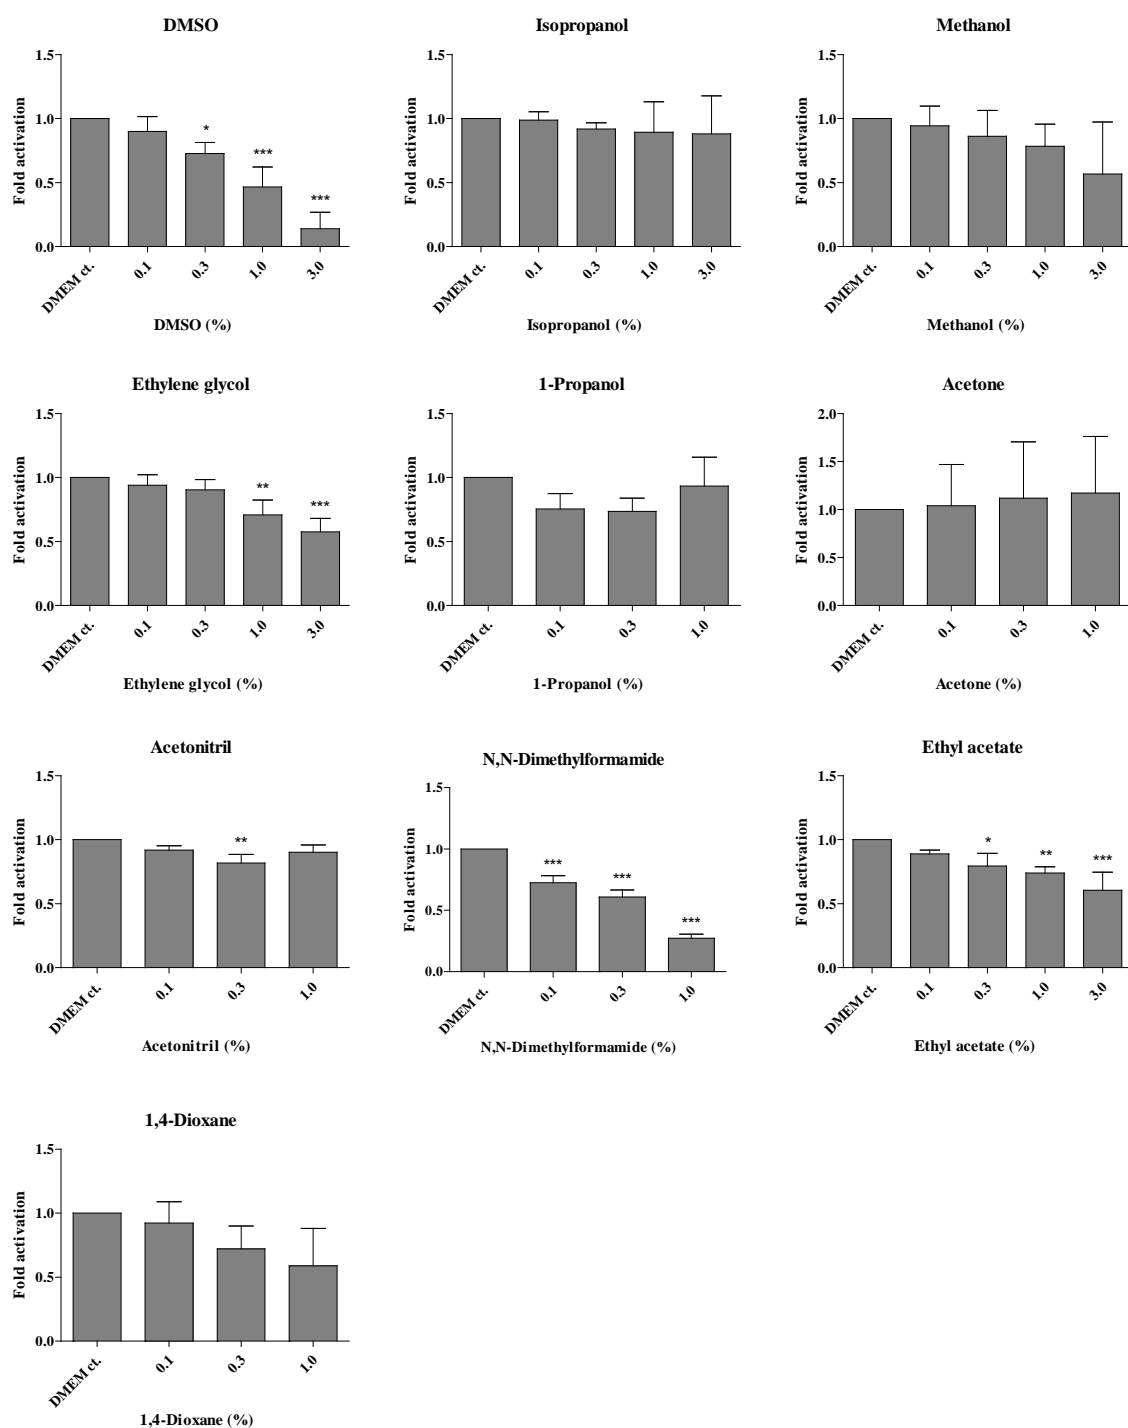 DMSO
1.5
1.0
0.5
0.0
Fold activation
*
***
***
DMEM ct.
0.1
0.3
1.0
3.0
DMSO (%)
Isopropanol
1.5
1.0
0.5
0.0
Fold activation
DMEM ct.
0.1
0.3
1.0
3.0
Isopropanol (%)
Methanol
1.5
1.0
0.5
0.0
Fold activation
DMEM ct.
0.1
0.3
1.0
3.0
Methanol (%)
Ethylene glycol
1.5
1.0
0.5
0.0
Fold activation
**
***
DMEM ct.
0.1
0.3
1.0
3.0
Ethylene glycol (%)
1-Propanol
1.5
1.0
0.5
0.0
Fold activation
DMEM ct.
0.1
0.3
1.0
1-Propanol (%)
Acetone
2.0
1.5
1.0
0.5
0.0
Fold activation
DMEM ct.
0.1
0.3
1.0
Acetone (%)
Acetonitril
1.5
1.0
0.5
0.0
Fold activation
**
DMEM ct.
0.1
0.3
1.0
Acetonitril (%)
N,N-Dimethylformamide
1.5
1.0
0.5
0.0
Fold activation
***
***
***
DMEM ct.
0.1
0.3
1.0
N,N-Dimethylformamide (%)
Ethyl acetate
1.5
1.0
0.5
0.0
Fold activation
*
**
***
DMEM ct.
0.1
0.3
1.0
3.0
Ethyl acetate (%)
1,4-Dioxane
1.5
1.0
0.5
0.0
Fold activation
DMEM ct.
0.1
0.3
1.0
1,4-Dioxane (%)